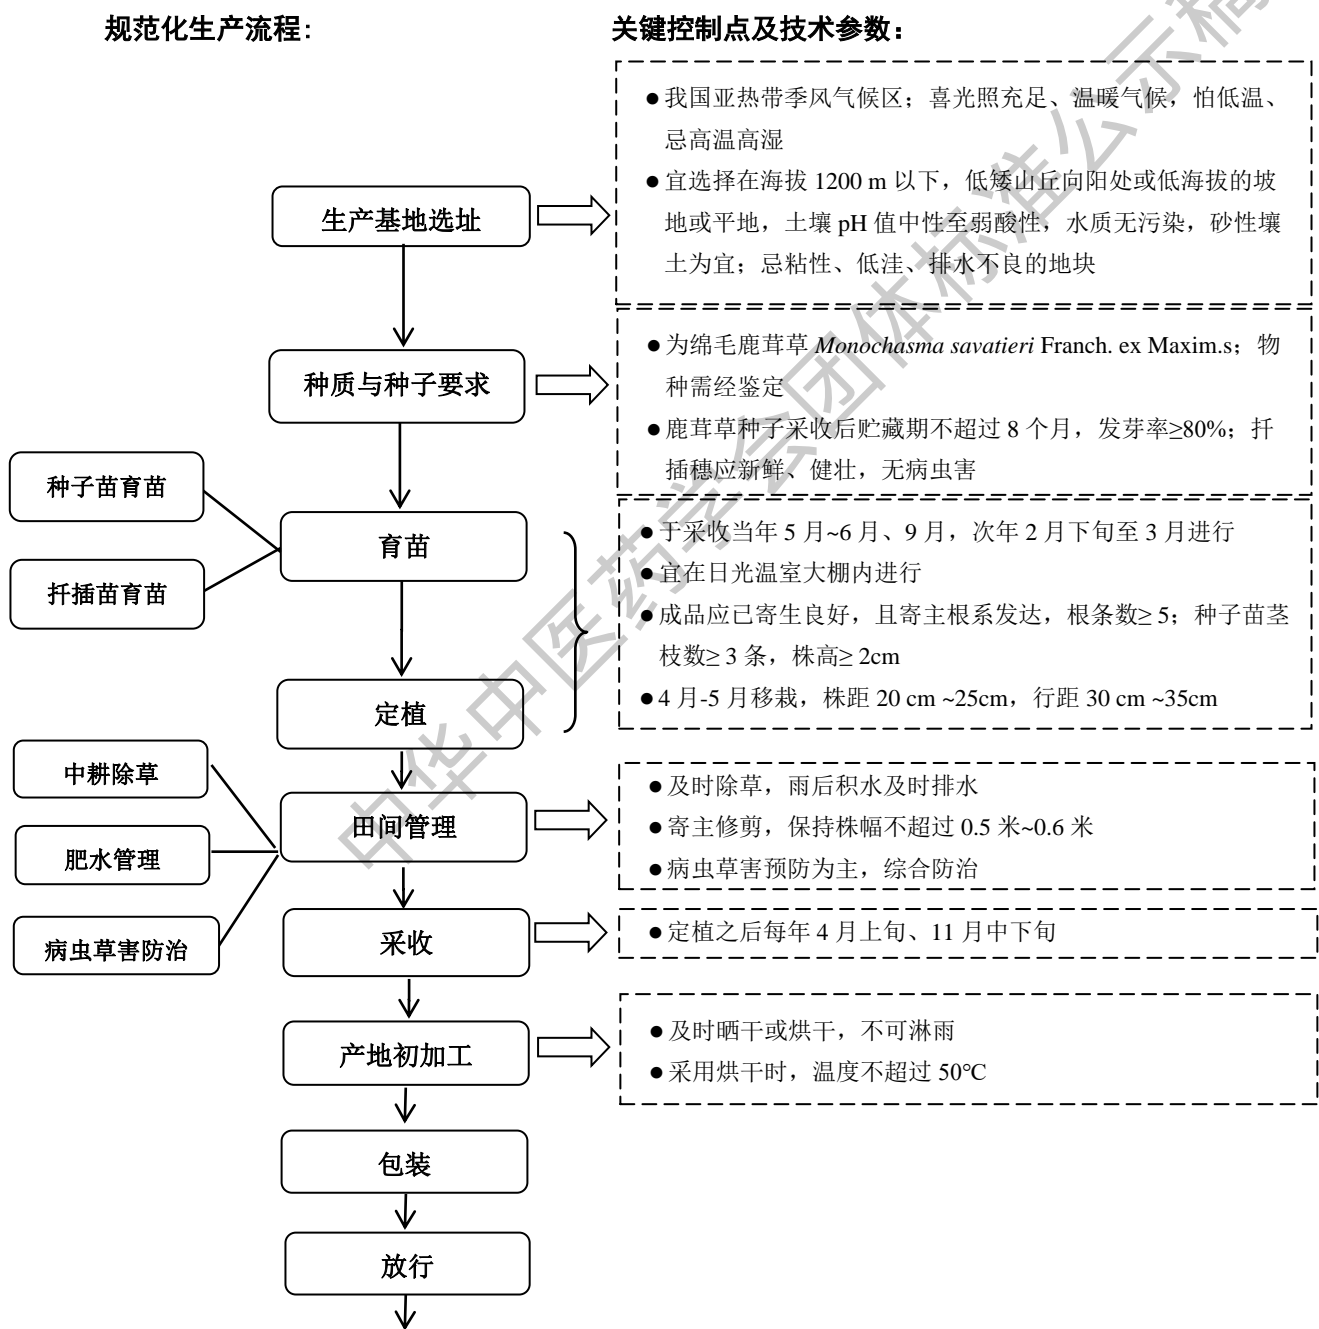 规范化生产流程:
关键控制点及技术参数：
●我国亚热带季风气候区；喜光照充足、温暖气候，怕低温、
忌高温高湿
●宜选择在海拔 1200 m 以下，低矮山丘向阳处或低海拔的坡
地或平地，土壤 pH 值中性至弱酸性，水质无污染，砂性壤
土为宜；忌粘性、低洼、排水不良的地块
生产基地选址
●为绵毛鹿茸草 Monochasma savatieri Franch. ex Maxim.s；物
种需经鉴定
●鹿茸草种子采收后贮藏期不超过 8 个月，发芽率≥80%；扦
插穗应新鲜、健壮，无病虫害
种质与种子要求
种子苗育苗
扦插苗育苗
育苗
●于采收当年 5 月~6 月、9 月，次年 2 月下旬至 3 月进行
●宜在日光温室大棚内进行
●成品应已寄生良好，且寄主根系发达，根条数≥ 5；种子苗茎
枝数≥ 3 条，株高≥ 2cm
●4 月-5 月移栽，株距 20 cm ~25cm，行距 30 cm ~35cm
定植
中耕除草
肥水管理
病虫草害防治
田间管理
●及时除草，雨后积水及时排水
●寄主修剪，保持株幅不超过 0.5 米~0.6 米
●病虫草害预防为主，综合防治
采收
●定植之后每年 4 月上旬、11 月中下旬
产地初加工
●及时晒干或烘干，不可淋雨
●采用烘干时，温度不超过 50℃
包装
放行
中华中医药学会团体标准公示稿